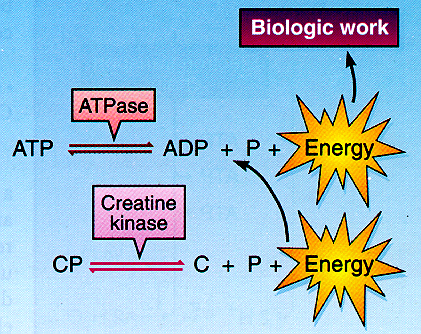 Biologic work
ATPase
ATP ADP + P + Energy
Creatine
kinase
CP C + P + Energy